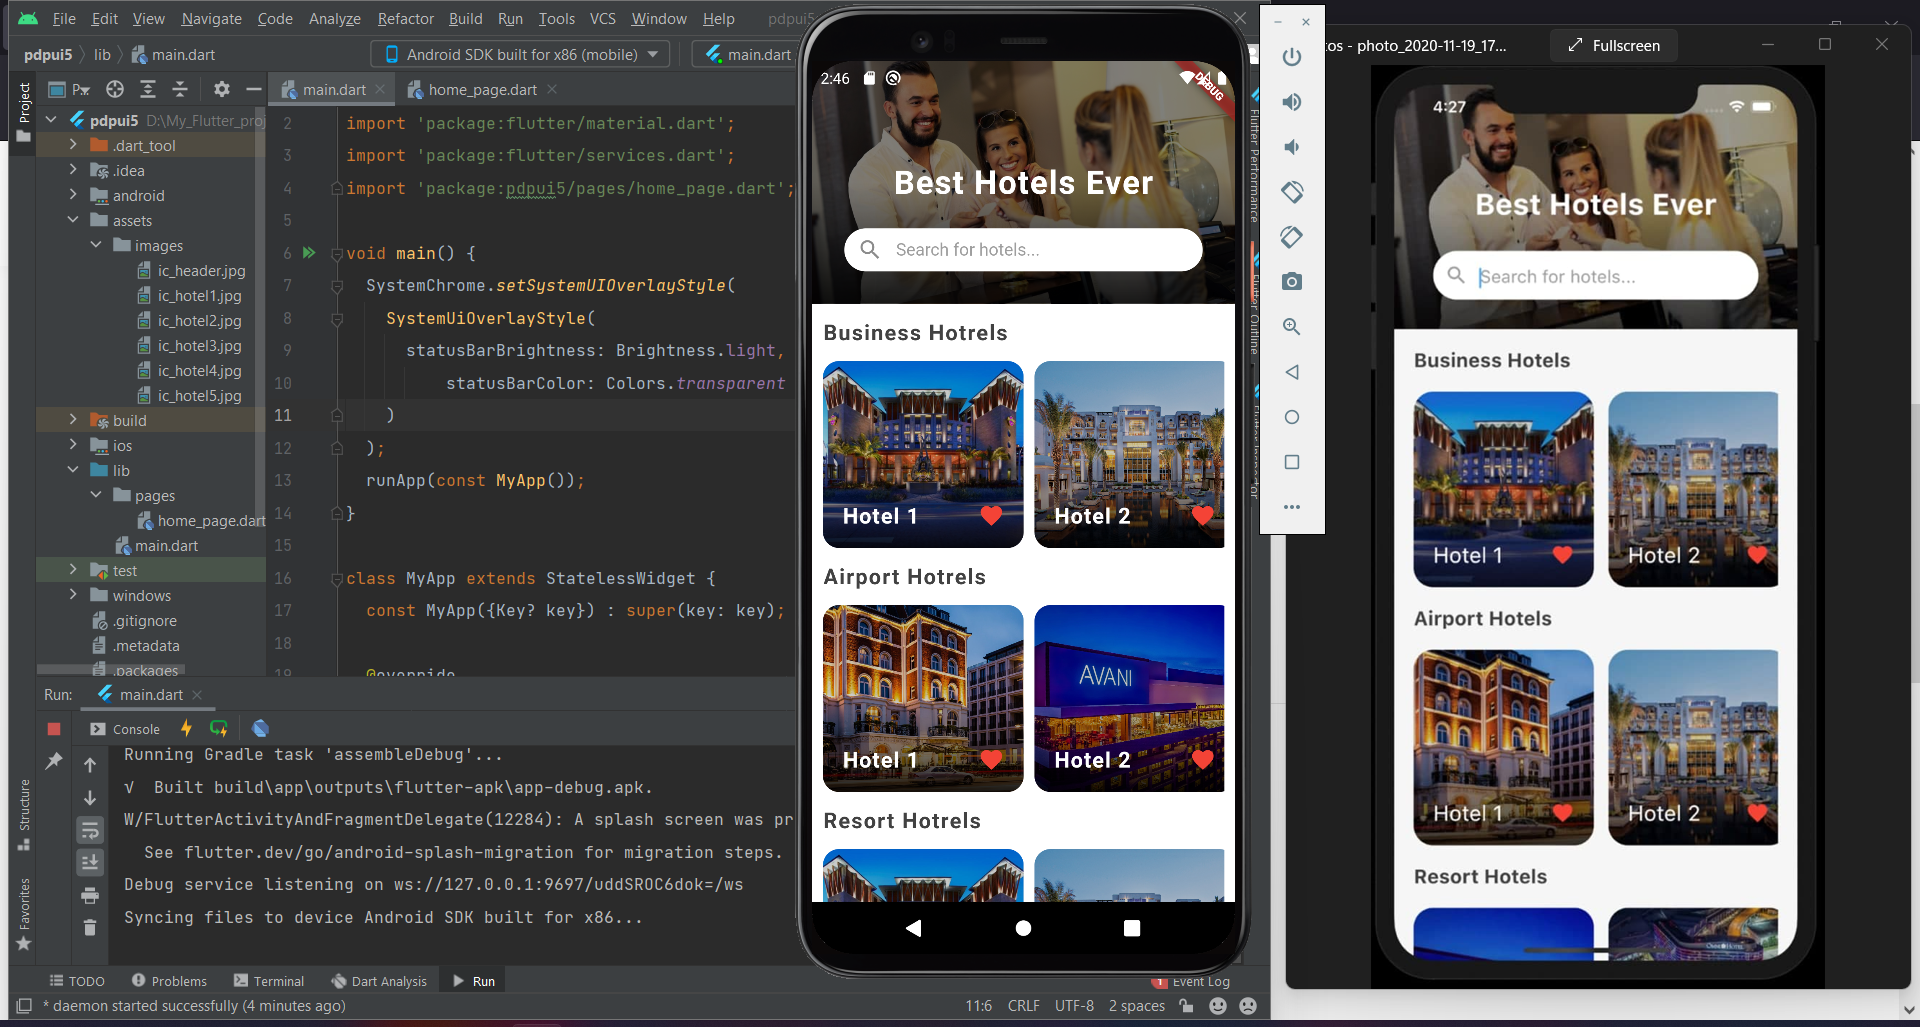 File Edit View Navigate Code Analyze Refactor Build Run Tools VCS Window Help pdpui5
pdpui5 lib main.dart
Android SDK built for x86 (mobile)
main.dart
Project
main.dart
home_page.dart
pdpui5 D:\My_Flutter_proj
.dart_tool
.idea
android
assets
images
ic_header.jpg
ic_hotel1.jpg
ic_hotel2.jpg
ic_hotel3.jpg
ic_hotel4.jpg
ic_hotel5.jpg
build
ios
lib
pages
home_page.dart
main.dart
test
windows
.gitignore
.metadata
.packages
2 import 'package:flutter/material.dart';
3 import 'package:flutter/services.dart';
4 import 'package:pdpui5/pages/home_page.dart';
5
6 void main() {
7 SystemChrome.setSystemUIOverlayStyle(
8 SystemUiOverlayStyle(
9 statusBarBrightness: Brightness.light,
10 statusBarColor: Colors.transparent
11 )
12 );
13 runApp(const MyApp());
14 }
15
16 class MyApp extends StatelessWidget {
17 const MyApp({Key? key}) : super(key: key);
18
19 @override
Run: main.dart
Console
Running Gradle task 'assembleDebug'...
√ Built build\app\outputs\flutter-apk\app-debug.apk.
W/FlutterActivityAndFragmentDelegate(12284): A splash screen was pr
See flutter.dev/go/android-splash-migration for migration steps.
Debug service listening on ws://127.0.0.1:9697/uddSROC6dok=/ws
Syncing files to device Android SDK built for x86...
Structure
Favorites
TODO Problems Terminal Dart Analysis Run
1 Event Log
* daemon started successfully (4 minutes ago)
11:6 CRLF UTF-8 2 spaces
2:46
DEBUG
Best Hotels Ever
Search for hotels...
Business Hotrels
Hotel 1
Hotel 2
Airport Hotrels
AVANI
Hotel 1
Hotel 2
Resort Hotrels
Flutter Performance
Flutter Outline
tos - photo_2020-11-19_17...
Fullscreen
4:27
Best Hotels Ever
Search for hotels...
Business Hotels
Hotel 1
Hotel 2
Airport Hotels
Hotel 1
Hotel 2
Resort Hotels